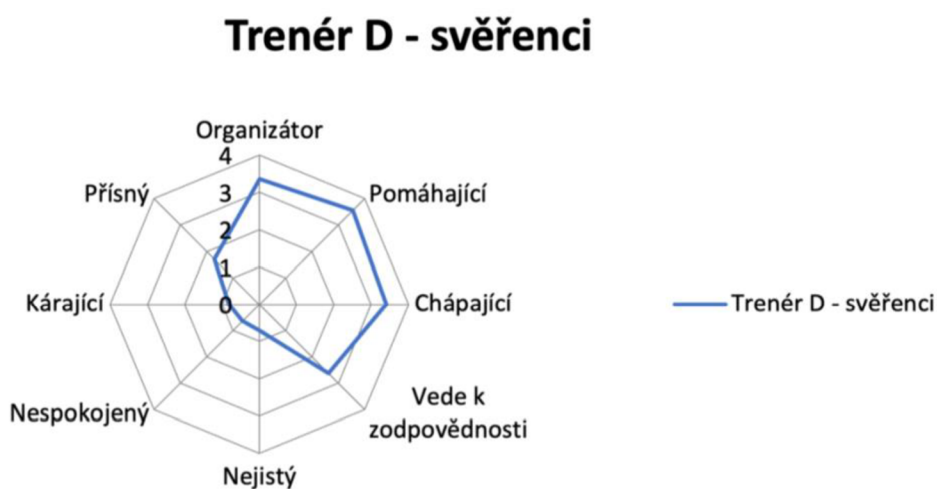 Trenér D - svěřenci
Organizátor
4
Přísný
Pomáhající
3
2
1
Kárající
0
Chápající
Trenér D - svěřenci
Nespokojený
Vede k
zodpovědnosti
Nejistý